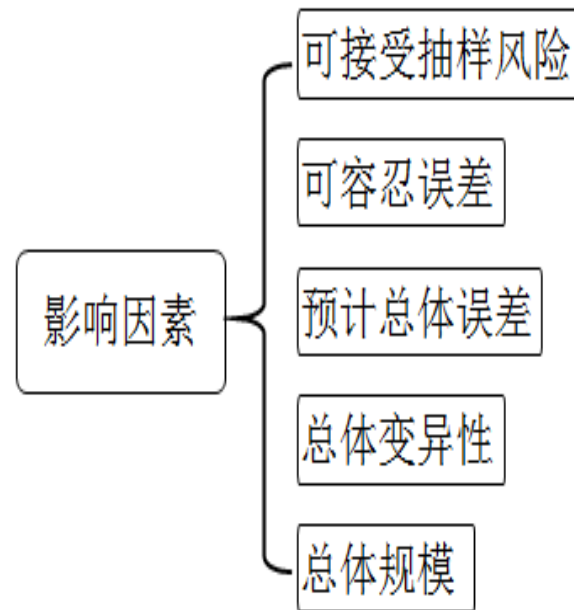 可接受抽样风险
可容忍误差
影响因素
预计总体误差
总体变异性
总体规模